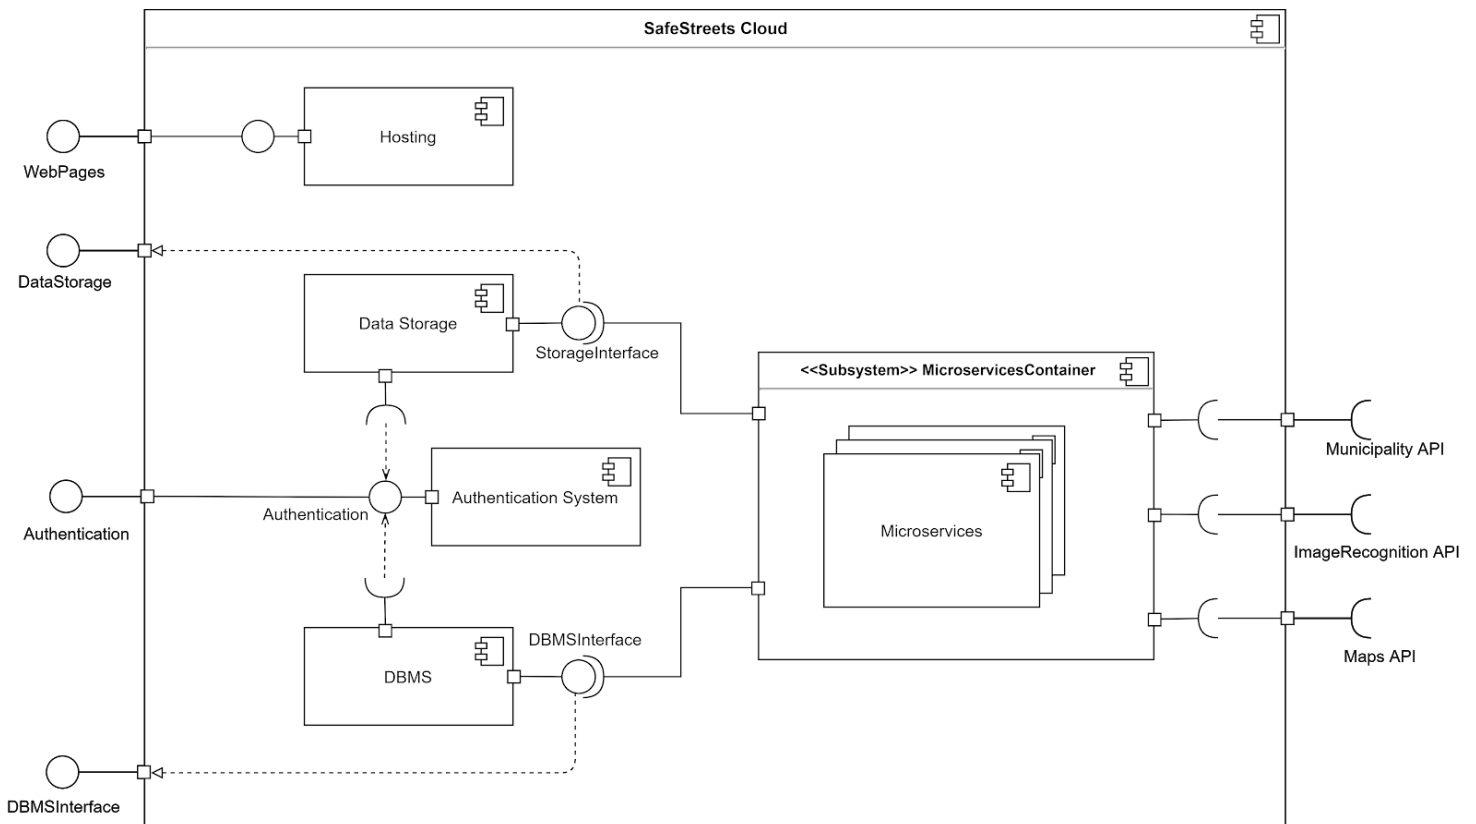 SafeStreets Cloud
Hosting
WebPages
DataStorage
Data Storage
StorageInterface
<<Subsystem>> MicroservicesContainer
Municipality API
Authentication System
Authentication
Authentication
Microservices
ImageRecognition API
DBMSInterface
Maps API
DBMS
DBMSInterface